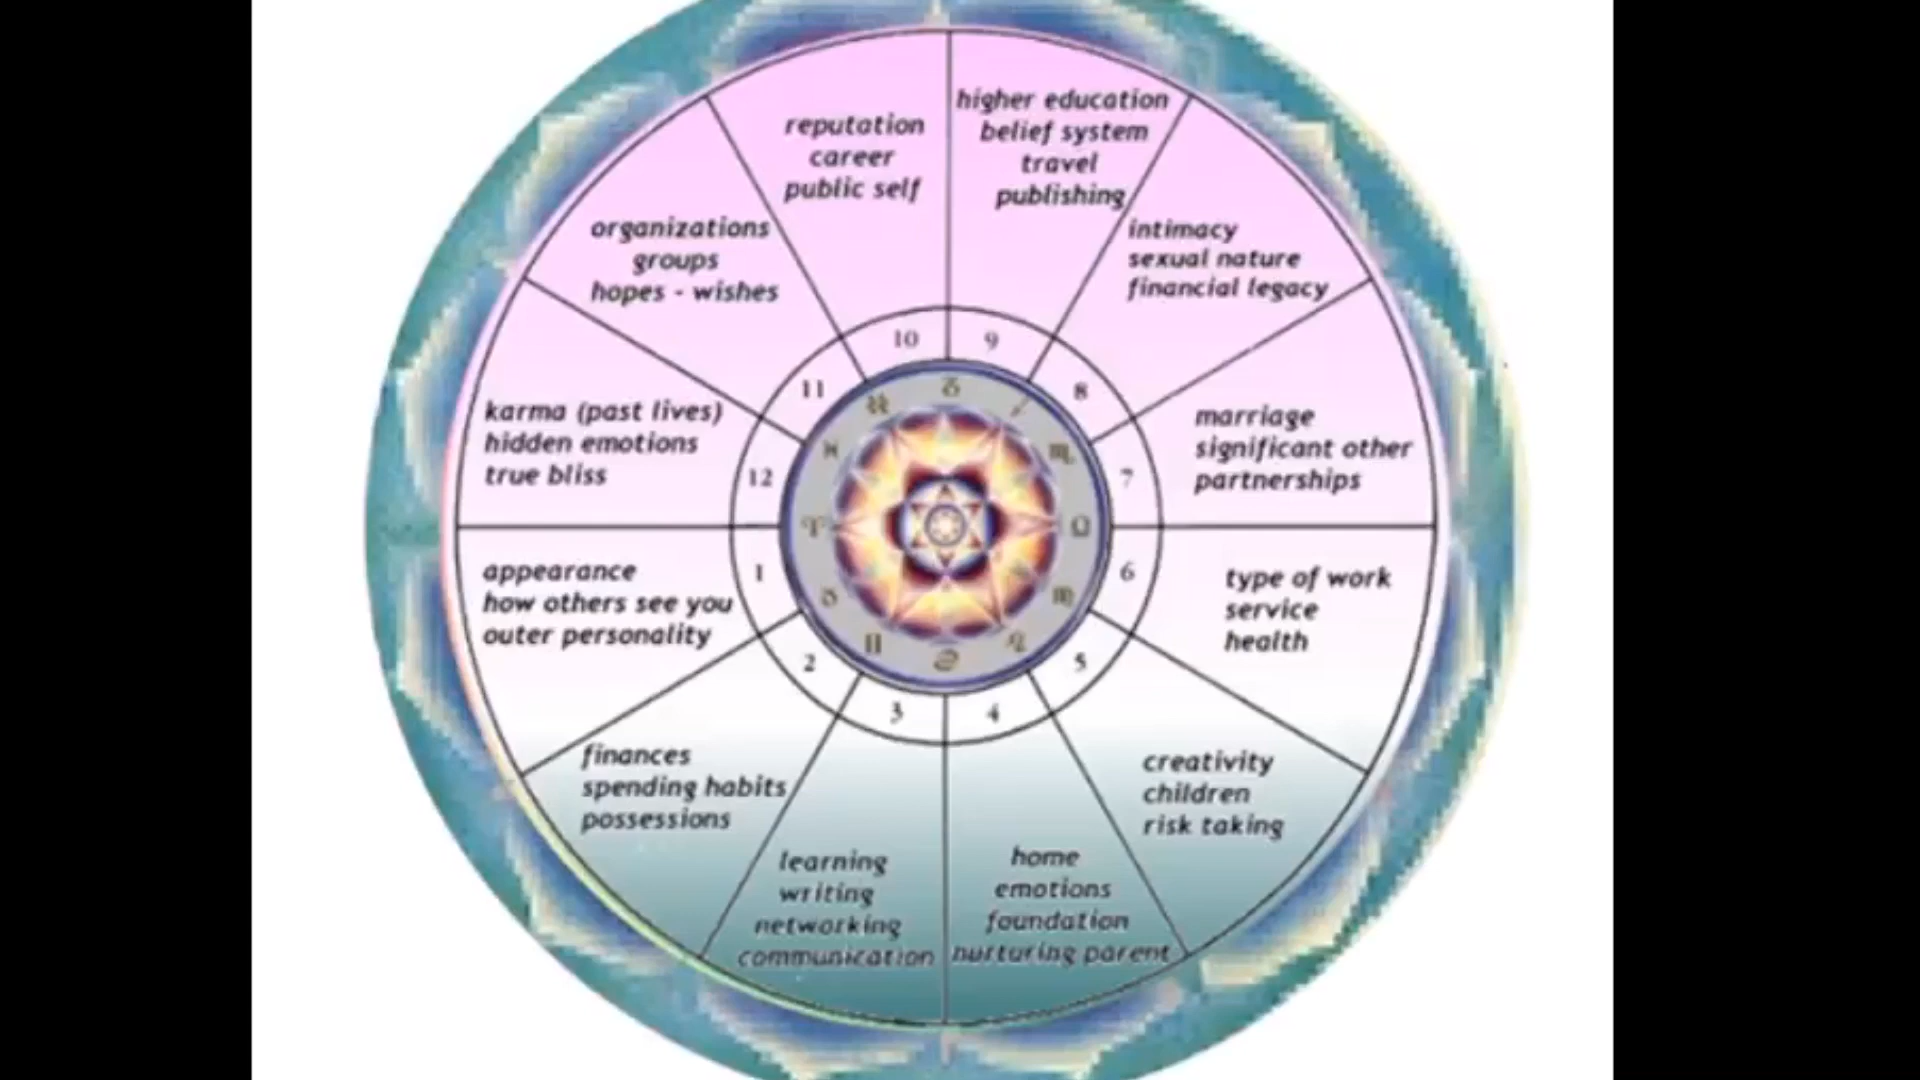 higher education
belief system
travel
publishing
reputation
career
public self
intimacy
sexual nature
financial legacy
organizations
groups
hopes - wishes
marriage
significant other
partnerships
karma (past lives)
hidden emotions
true bliss
10
9
11
8
12
7
1
6
2
5
3
4
appearance
how others see you
outer personality
type of work
service
health
finances
spending habits
possessions
creativity
children
risk taking
learning
writing
networking
communication
home
emotions
foundation
nurturing parent